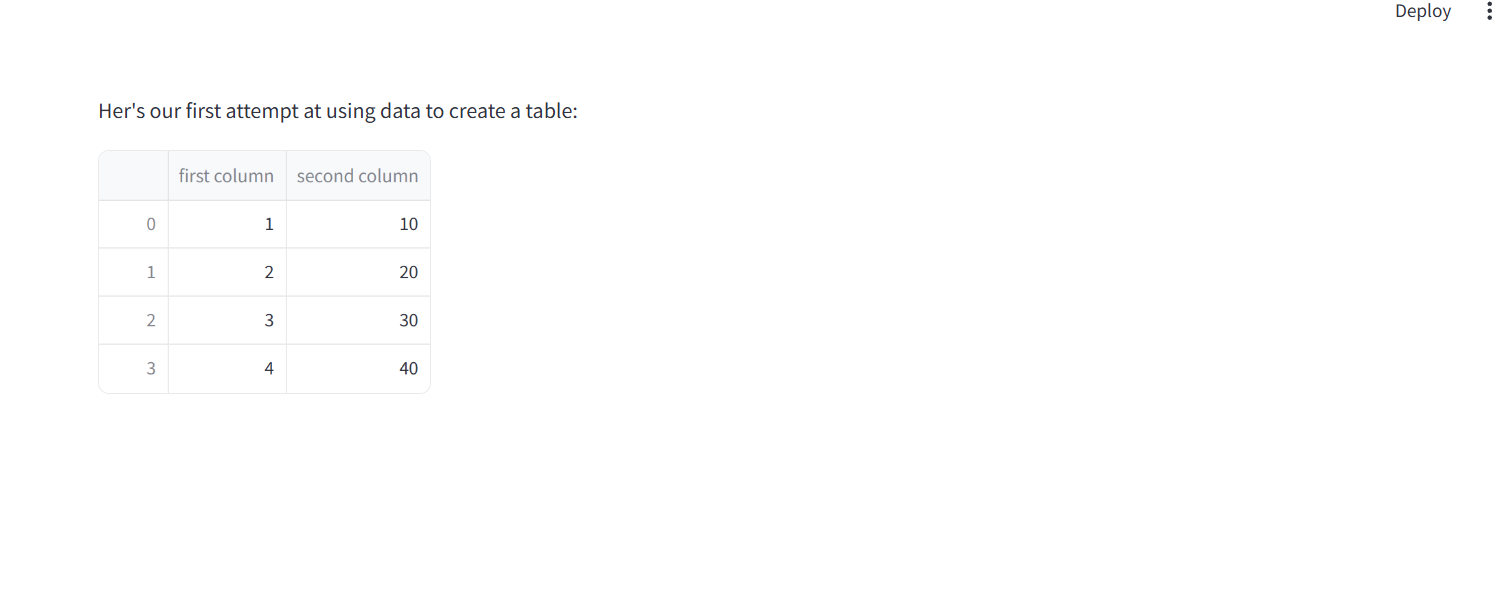 Deploy
Her's our first attempt at using data to create a table:
first column second column
0 1 10
1 2 20
2 3 30
3 4 40